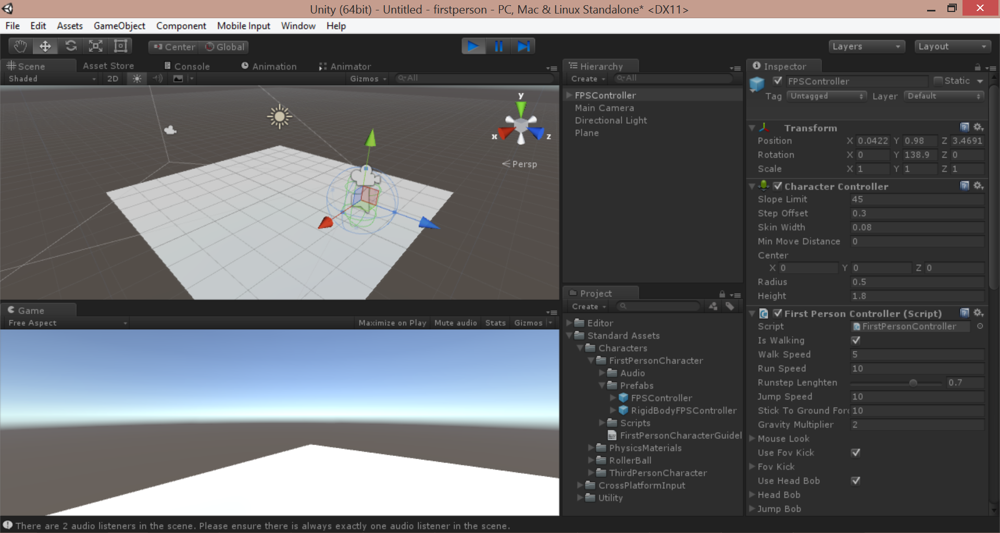 Unity (64bit) - Untitled - firstperson - PC, Mac & Linux Standalone* <DX11>
File Edit Assets GameObject Component Mobile Input Window Help
Center Global Layers Layout
Scene Asset Store Console Animation Animator
Shaded 2D Gizmos All
y
x z
Persp
Game
Free Aspect Maximize on Play Mute audio Stats Gizmos
Hierarchy
Create All
FPSController
Main Camera
Directional Light
Plane
Project
Create
Editor
Standard Assets
Characters
FirstPersonCharacter
Audio
Prefabs
FPSController
RigidBodyFPSController
Scripts
FirstPersonCharacterGuidel
PhysicsMaterials
RollerBall
ThirdPersonCharacter
CrossPlatformInput
Utility
Inspector
FPSController Static
Tag Untagged Layer Default
Transform
Position X 0.0422 Y 0.98 Z 3.4691
Rotation X 0 Y 138.9 Z 0
Scale X 1 Y 1 Z 1
Character Controller
Slope Limit 45
Step Offset 0.3
Skin Width 0.08
Min Move Distance 0
Center
X 0 Y 0 Z 0
Radius 0.5
Height 1.8
First Person Controller (Script)
Script FirstPersonController
Is Walking
Walk Speed 5
Run Speed 10
Runstep Lenghten 0.7
Jump Speed 10
Stick To Ground Forc 10
Gravity Multiplier 2
Mouse Look
Use Fov Kick
Fov Kick
Use Head Bob
Head Bob
Jump Bob
There are 2 audio listeners in the scene. Please ensure there is always exactly one audio listener in the scene.